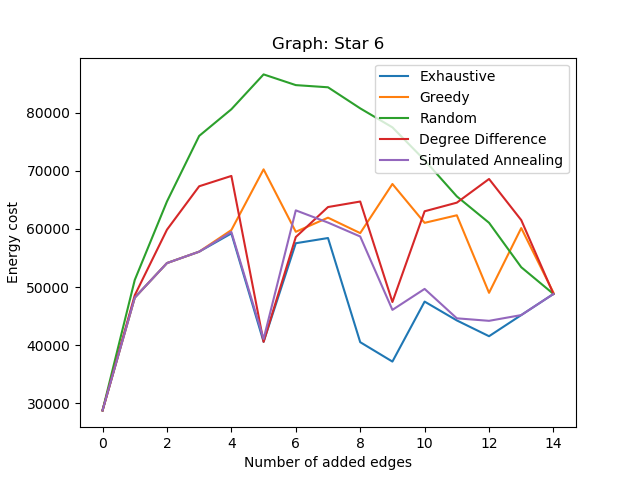 Graph: Star 6
Exhaustive
Greedy
Random
Degree Difference
Simulated Annealing
Energy cost
80000
70000
60000
50000
40000
30000
0 2 4 6 8 10 12 14
Number of added edges